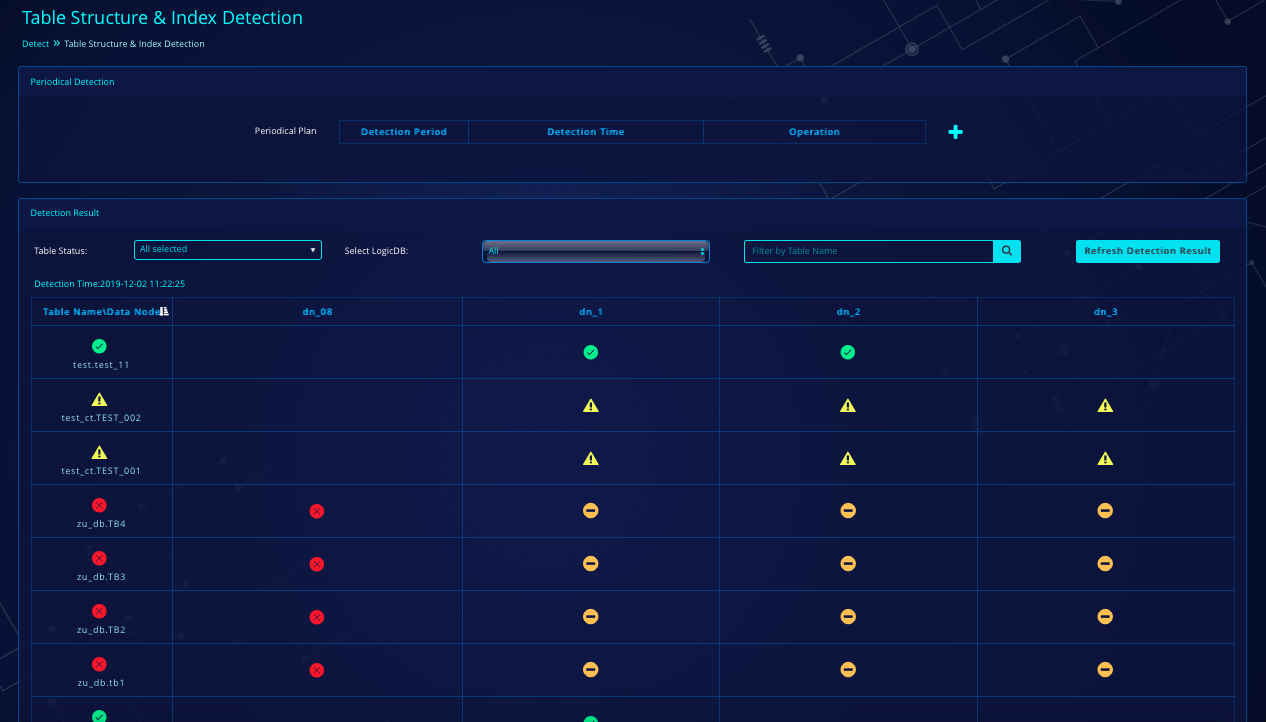 Table Structure & Index Detection
Detect » Table Structure & Index Detection
Periodical Detection
Periodical Plan Detection Period Detection Time Operation
Detection Result
Table Status: All selected Select LogicDB: All Filter by Table Name Refresh Detection Result
Detection Time:2019-12-02 11:22:25
Table Name\Data Node dn_08 dn_1 dn_2 dn_3
test.test_11
test_ct.TEST_002
test_ct.TEST_001
zu_db.TB4
zu_db.TB3
zu_db.TB2
zu_db.tb1